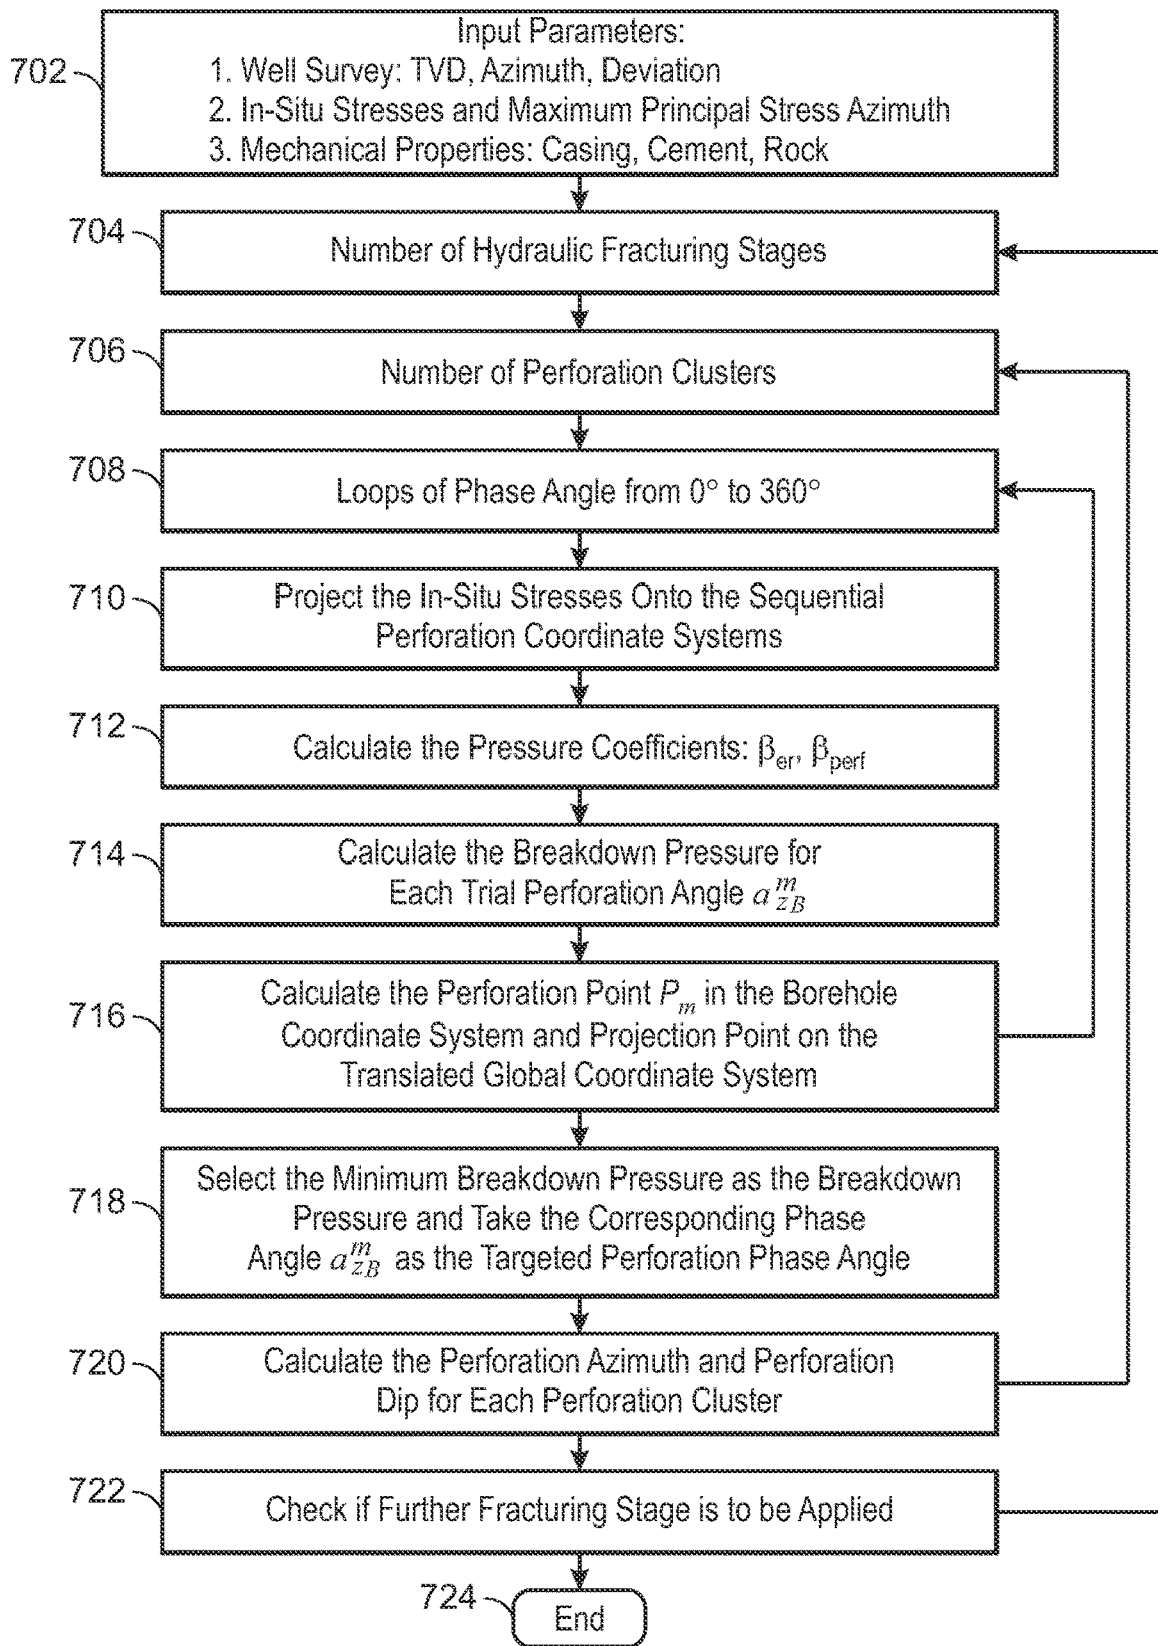 Input Parameters:
702
1. Well Survey: TVD, Azimuth, Deviation
2. In-Situ Stresses and Maximum Principal Stress Azimuth
3. Mechanical Properties: Casing, Cement, Rock
704
Number of Hydraulic Fracturing Stages
706
Number of Perforation Clusters
708
Loops of Phase Angle from 0° to 360°
710
Project the In-Situ Stresses Onto the Sequential
Perforation Coordinate Systems
712
Calculate the Pressure Coefficients: βer, βperf
714
Calculate the Breakdown Pressure for
Each Trial Perforation Angle a^m_zB
716
Calculate the Perforation Point Pm in the Borehole
Coordinate System and Projection Point on the
Translated Global Coordinate System
718
Select the Minimum Breakdown Pressure as the Breakdown
Pressure and Take the Corresponding Phase
Angle a^m_zB as the Targeted Perforation Phase Angle
720
Calculate the Perforation Azimuth and Perforation
Dip for Each Perforation Cluster
722
Check if Further Fracturing Stage is to be Applied
724
End